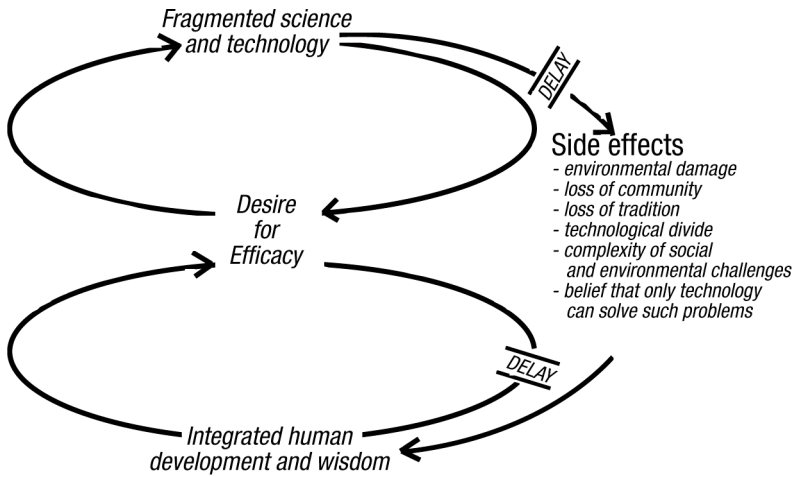 Fragmented science
and technology
DELAY
Side effects
- environmental damage
- loss of community
- loss of tradition
- technological divide
- complexity of social
and environmental challenges
- belief that only technology
can solve such problems
Desire
for
Efficacy
DELAY
Integrated human
development and wisdom